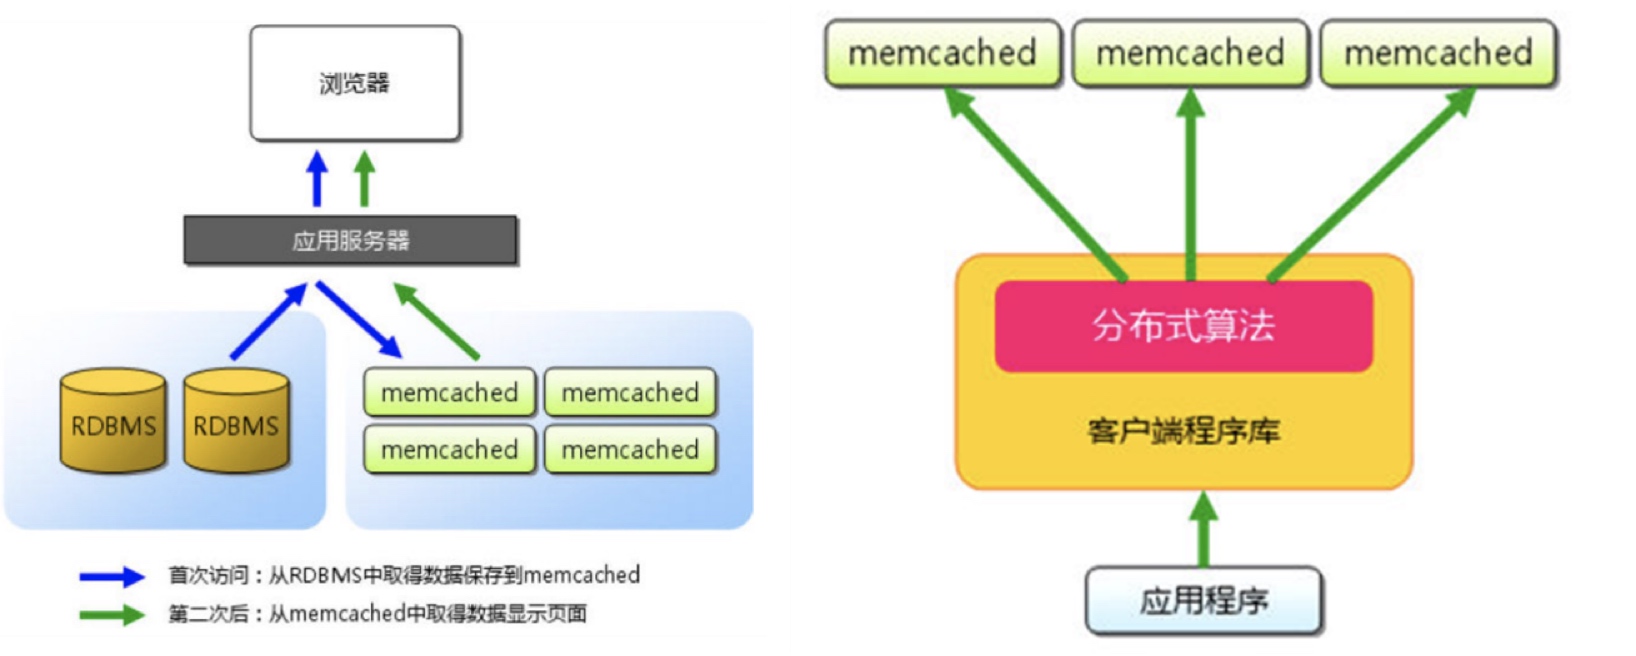 浏览器
应用服务器
RDBMS
RDBMS
memcached
memcached
memcached
memcached
首次访问：从RDBMS中取得数据保存到memcached
第二次后：从memcached中取得数据显示页面
memcached
memcached
memcached
分布式算法
客户端程序库
应用程序